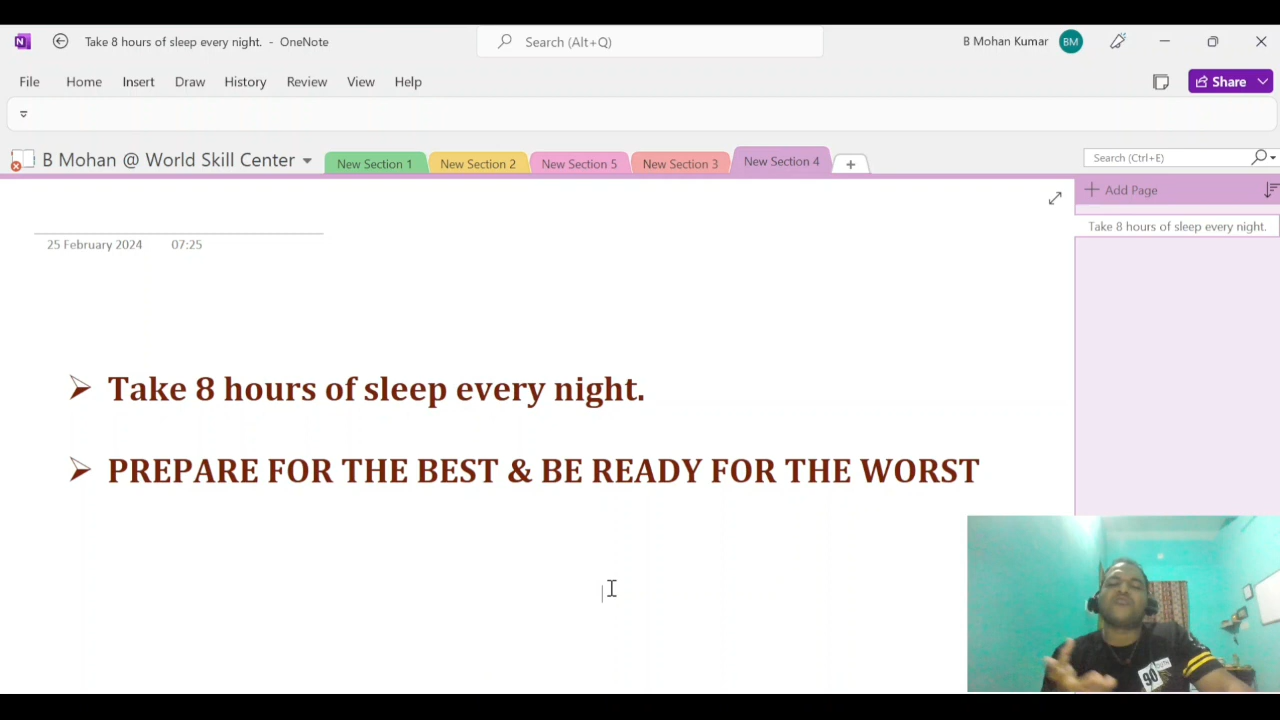 Take 8 hours of sleep every night. - OneNote
Search (Alt+Q)
B Mohan Kumar BM
File Home Insert Draw History Review View Help
Share
B Mohan @ World Skill Center New Section 1 New Section 2 New Section 5 New Section 3 New Section 4 +
Search (Ctrl+E)
Add Page
Take 8 hours of sleep every night.
25 February 2024 07:25
Take 8 hours of sleep every night.
PREPARE FOR THE BEST & BE READY FOR THE WORST
90